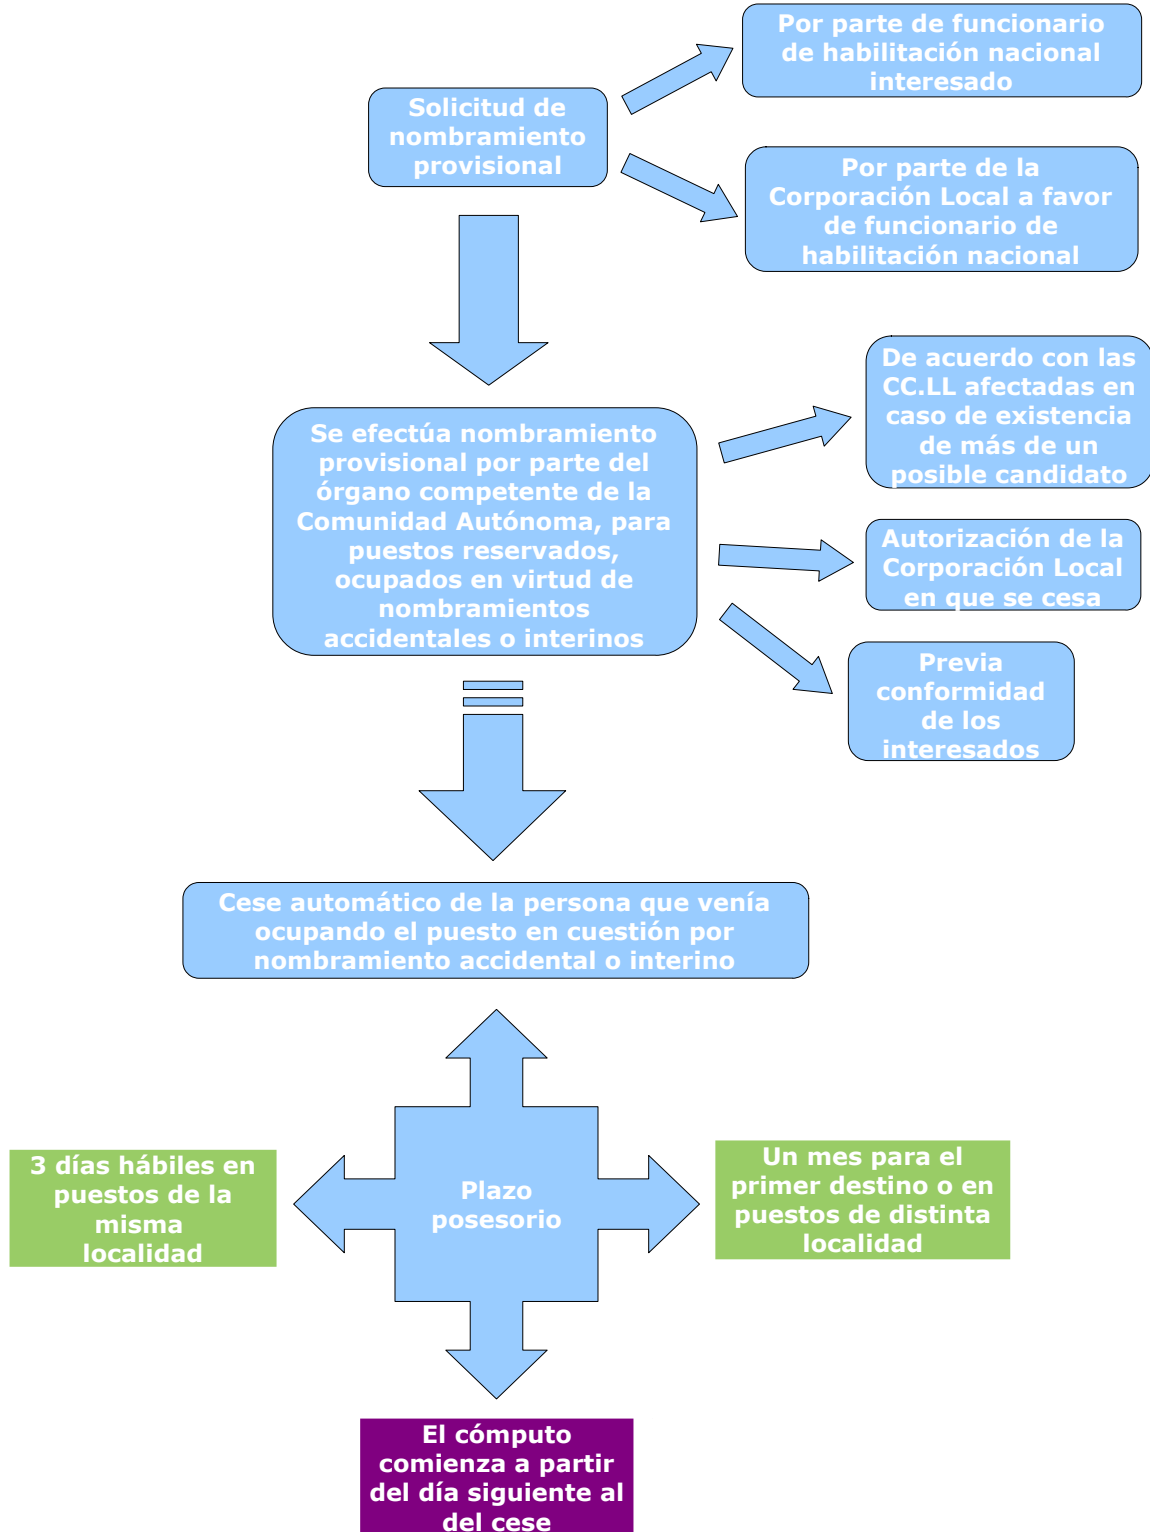 Por parte de funcionario
de habilitación nacional
interesado
Solicitud de
nombramiento
provisional
Por parte de la
Corporación Local a favor
de funcionario de
habilitación nacional
De acuerdo con las
CC.LL afectadas en
caso de existencia
de más de un
posible candidato
Se efectúa nombramiento
provisional por parte del
órgano competente de la
Comunidad Autónoma, para
puestos reservados,
ocupados en virtud de
nombramientos
accidentales o interinos
Autorización de la
Corporación Local
en que se cesa
Previa
conformidad
de los
interesados
Cese automático de la persona que venía
ocupando el puesto en cuestión por
nombramiento accidental o interino
3 días hábiles en
puestos de la
misma
localidad
Plazo
posesorio
Un mes para el
primer destino o en
puestos de distinta
localidad
El cómputo
comienza a partir
del día siguiente al
del cese